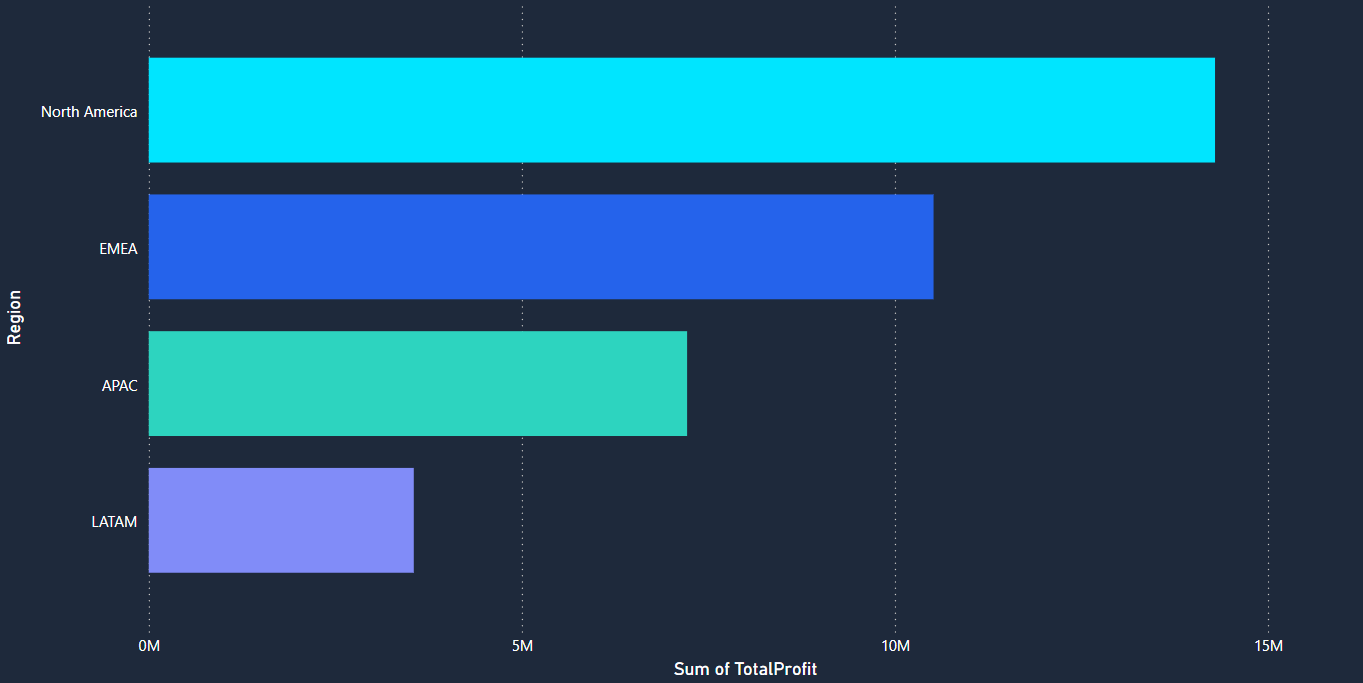 North America
EMEA
APAC
LATAM
Region
0M 5M 10M 15M
Sum of TotalProfit